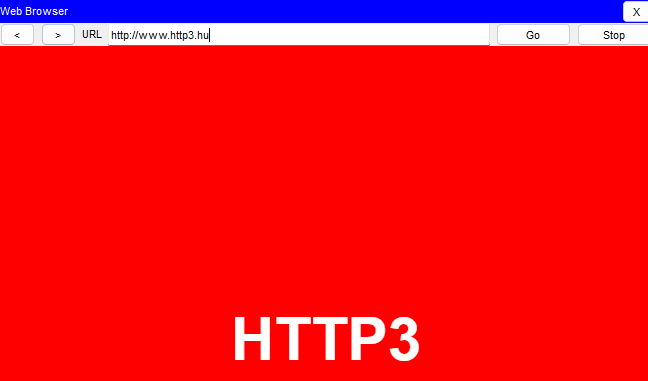 Web Browser X
< > URL http://www.http3.hu Go Stop
HTTP3